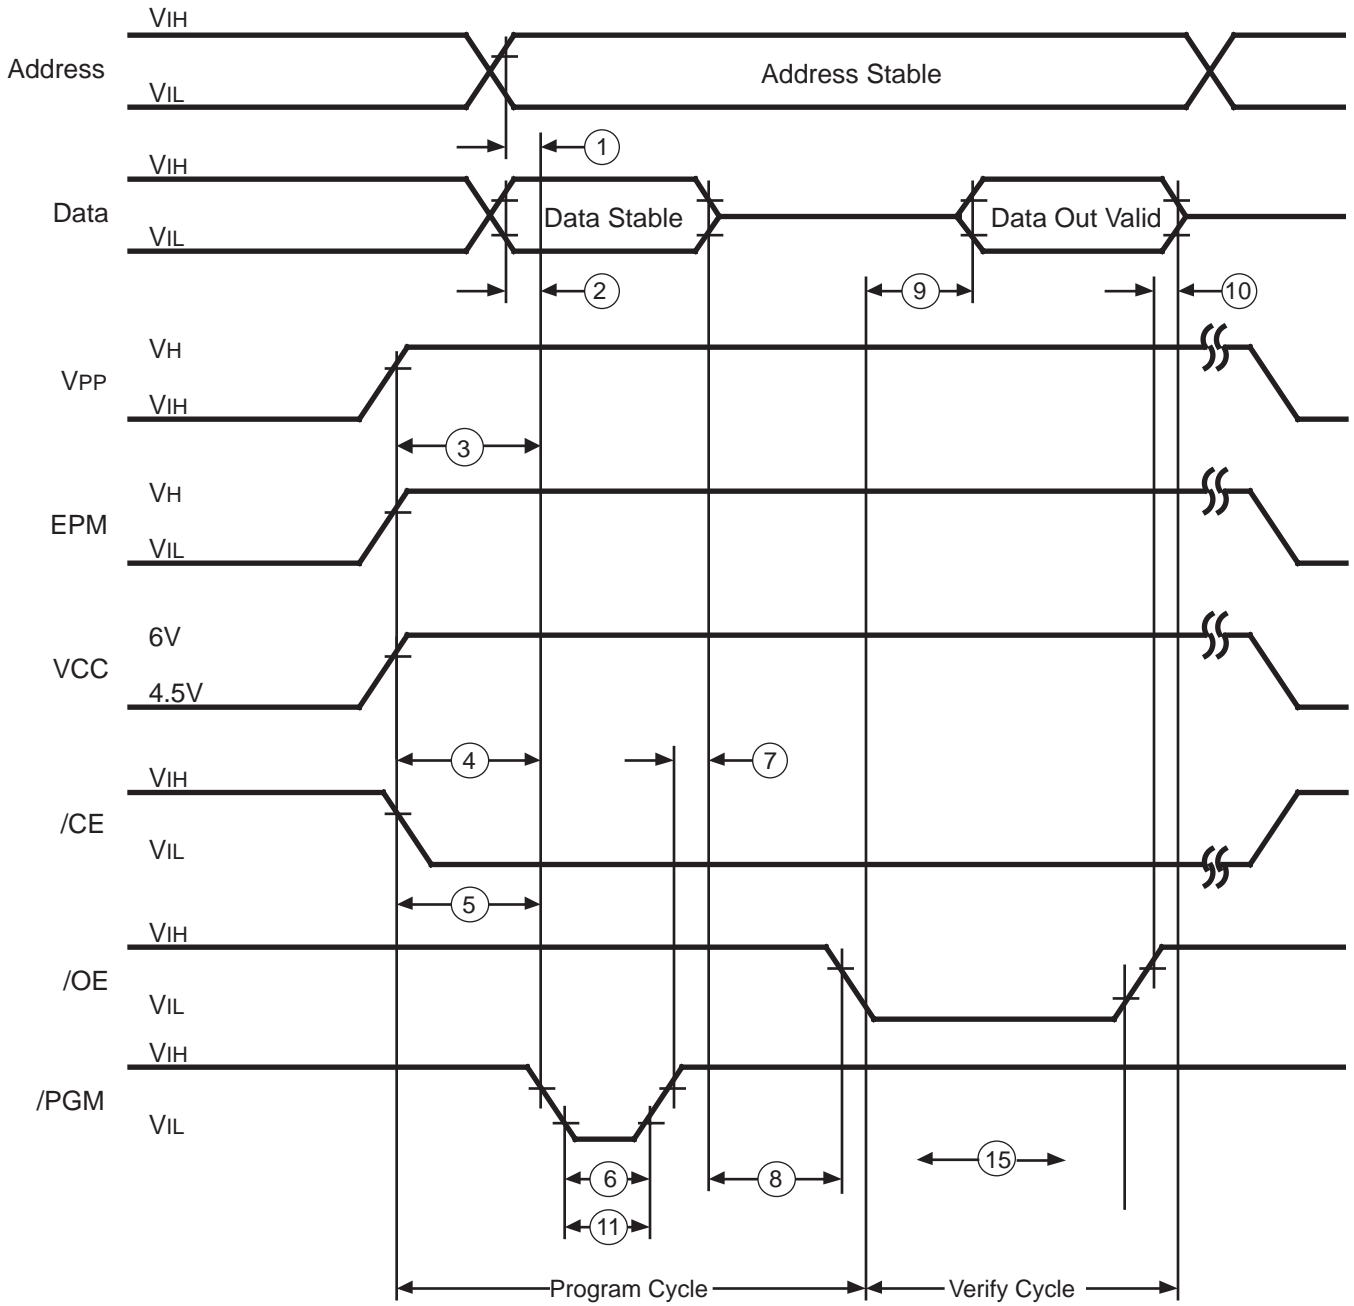 VIH
Address
Address Stable
VIL
1
VIH
Data
Data Stable
Data Out Valid
VIL
2
9
10
VH
VPP
VIH
3
VH
EPM
VIL
6V
VCC
4.5V
4
7
VIH
/CE
VIL
5
VIH
/OE
VIL
VIH
/PGM
VIL
15
6
8
11
Program Cycle
Verify Cycle